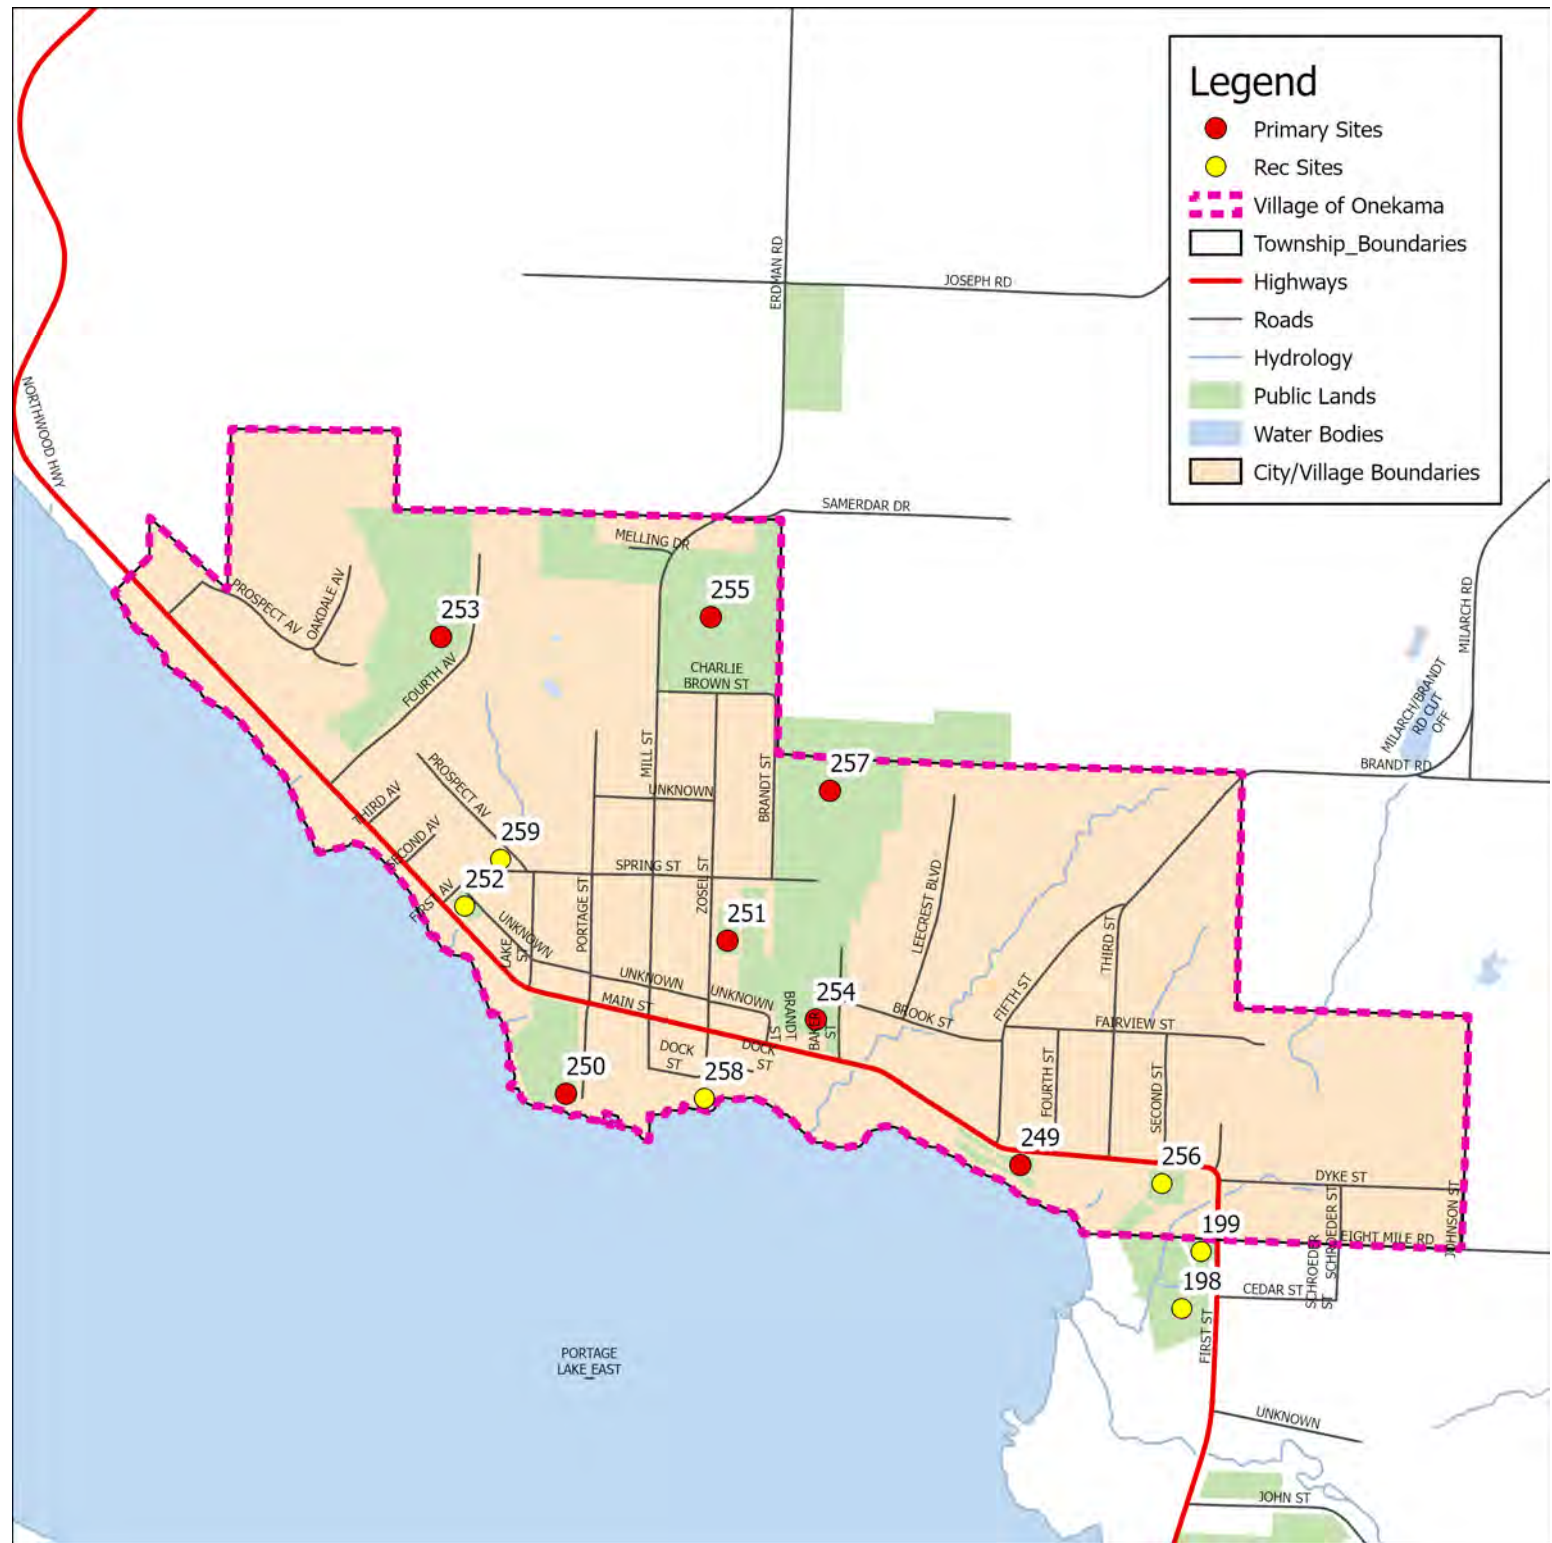 Legend
Primary Sites
Rec Sites
Village of Onekama
Township_Boundaries
Highways
Roads
Hydrology
Public Lands
Water Bodies
City/Village Boundaries
ERDMAN RD
JOSEPH RD
NORTHWOOD HWY
SAMERDAR DR
MELLING DR
PROSPECT AV
OAKDALE AV
253
255
FOURTH AV
CHARLIE
BROWN ST
MILARCH RD
MILARCH/BRANDT
RD CUT
OFF
BRANDT RD
MILL ST
BRANDT ST
257
PROSPECT AV
UNKNOWN
THIRD AV
SECOND AV
259
SPRING ST
252
FIRST AV
UNKNOWN
PORTAGE ST
ZOSEL ST
251
LEECREST BLVD
LAKE
ST
UNKNOWN
UNKNOWN
MAIN ST
BRANDT
ST
254
BAKER
ST
BROOK ST
FIFTH ST
THIRD ST
FAIRVIEW ST
DOCK
ST
DOCK
ST
250
258
FOURTH ST
SECOND ST
249
256
DYKE ST
SCHROEDER ST
JOHNSON ST
199
EIGHT MILE RD
198
CEDAR ST
SCHROEDER
ST
FIRST ST
PORTAGE
LAKE_EAST
UNKNOWN
JOHN ST